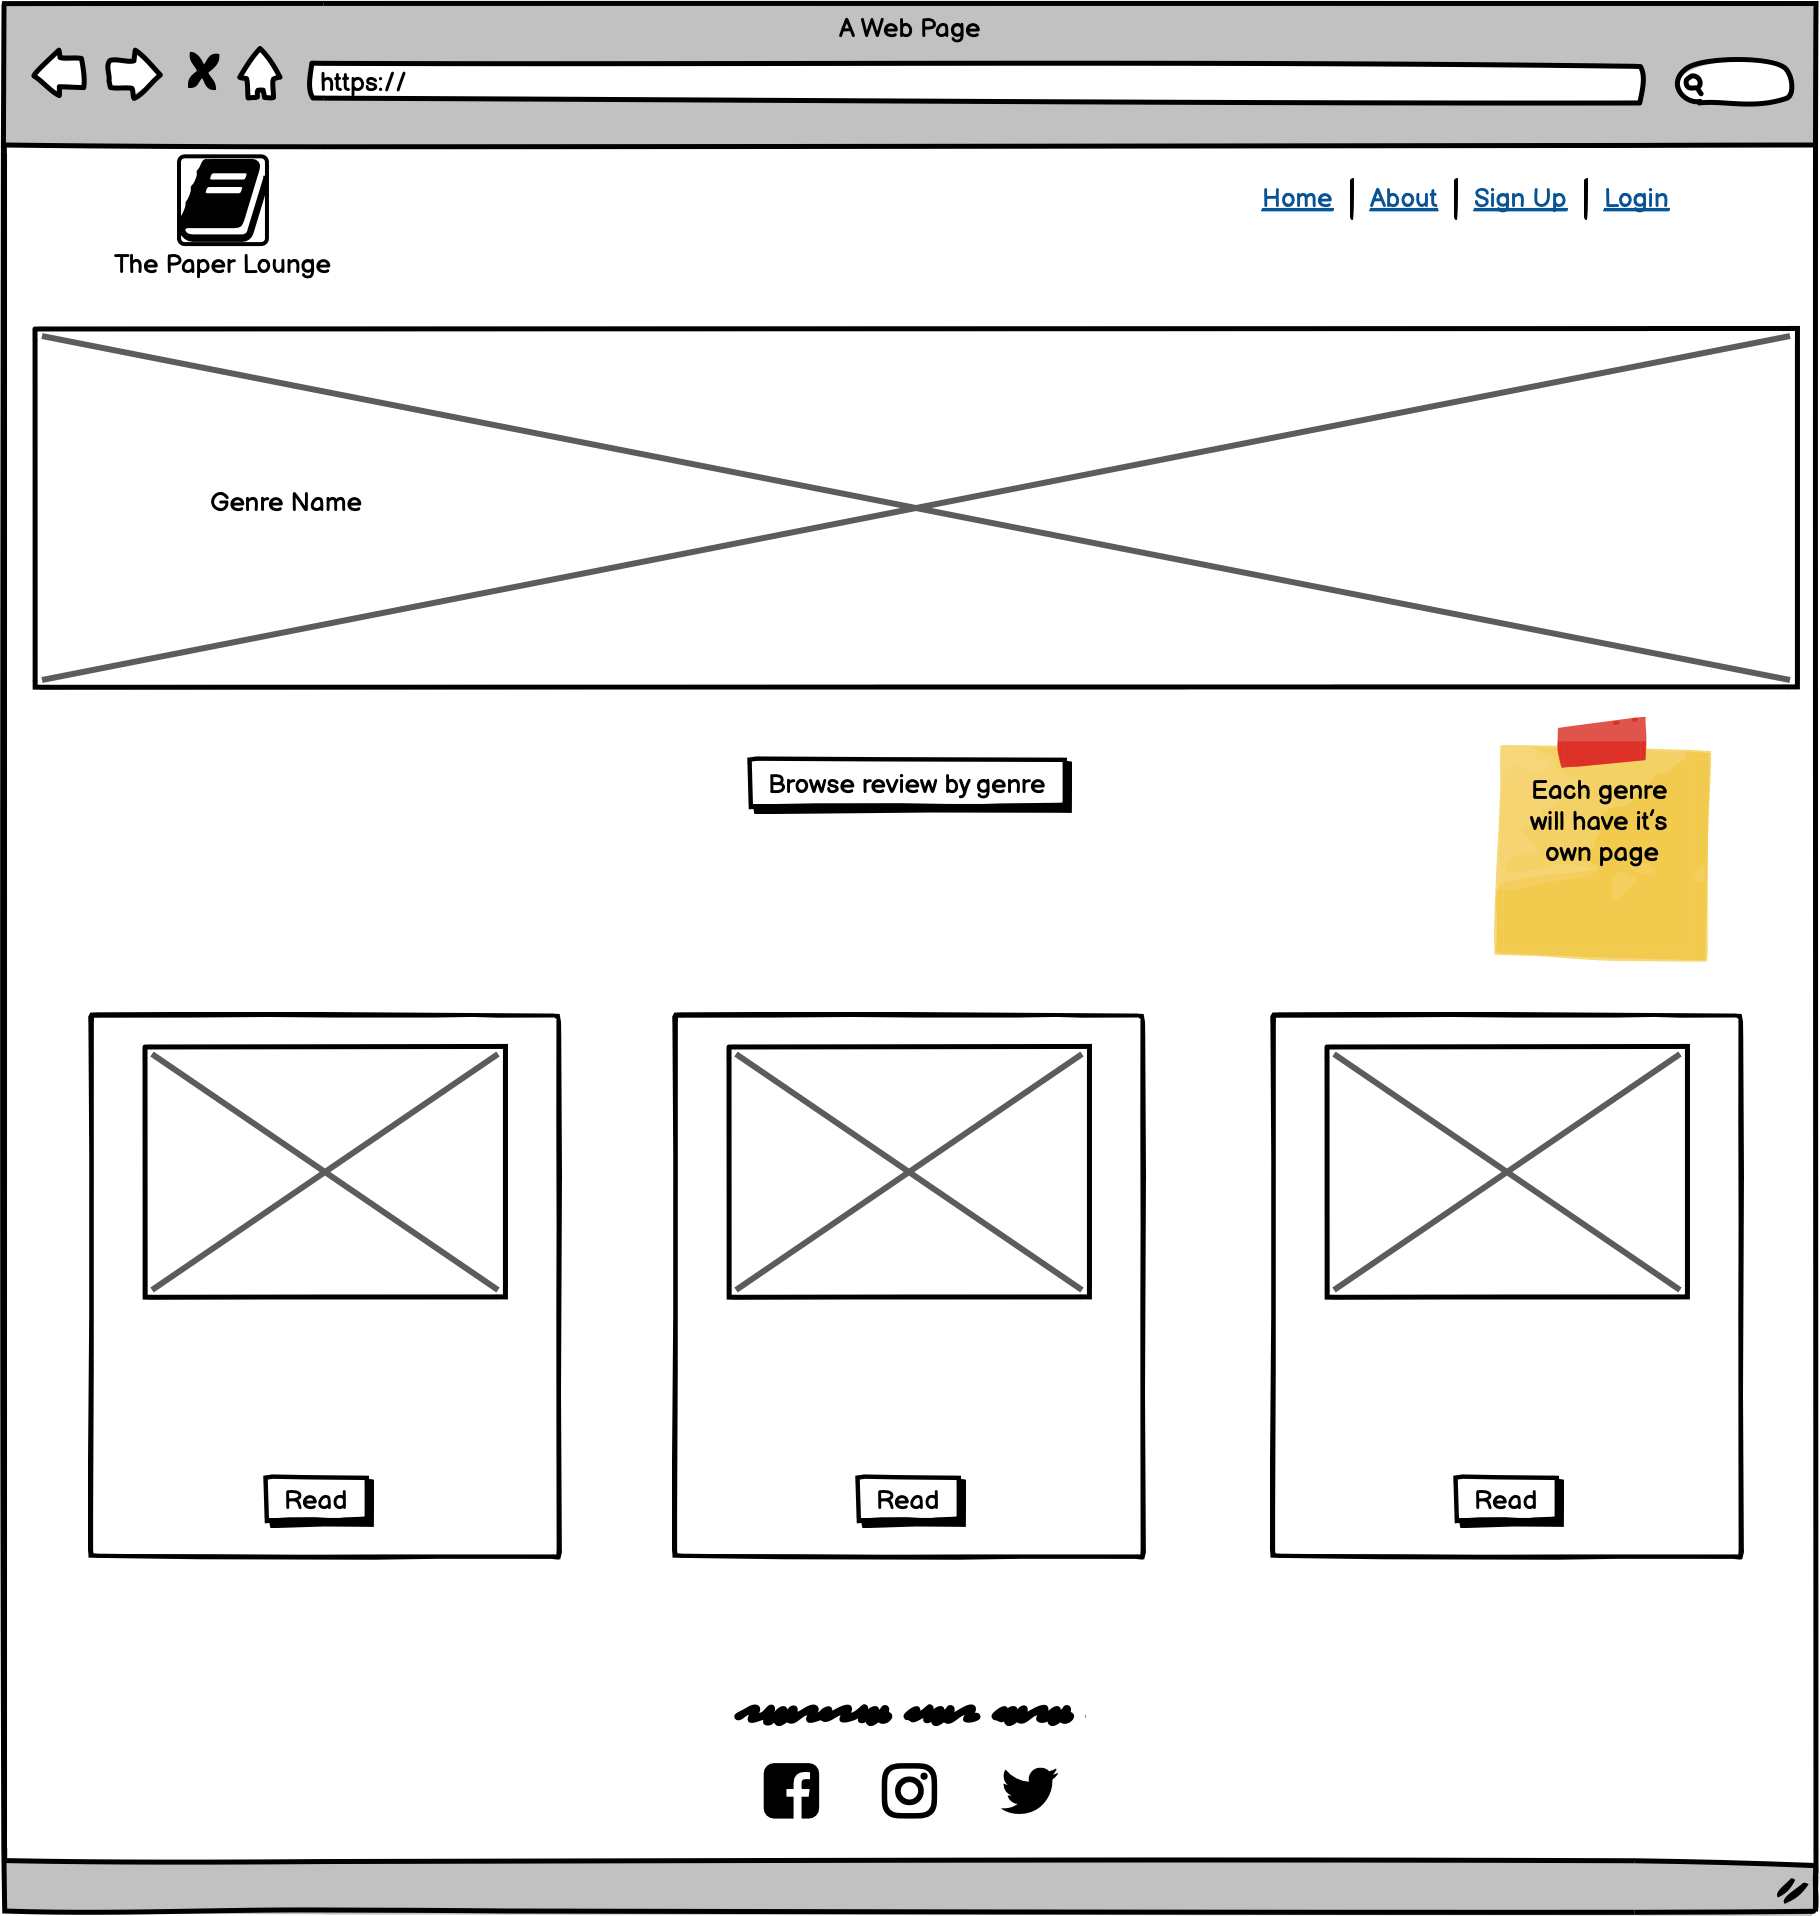 A Web Page
https://
Home
About
Sign Up
Login
The Paper Lounge
Genre Name
Browse review by genre
Each genre
will have it's
own page
Read
Read
Read